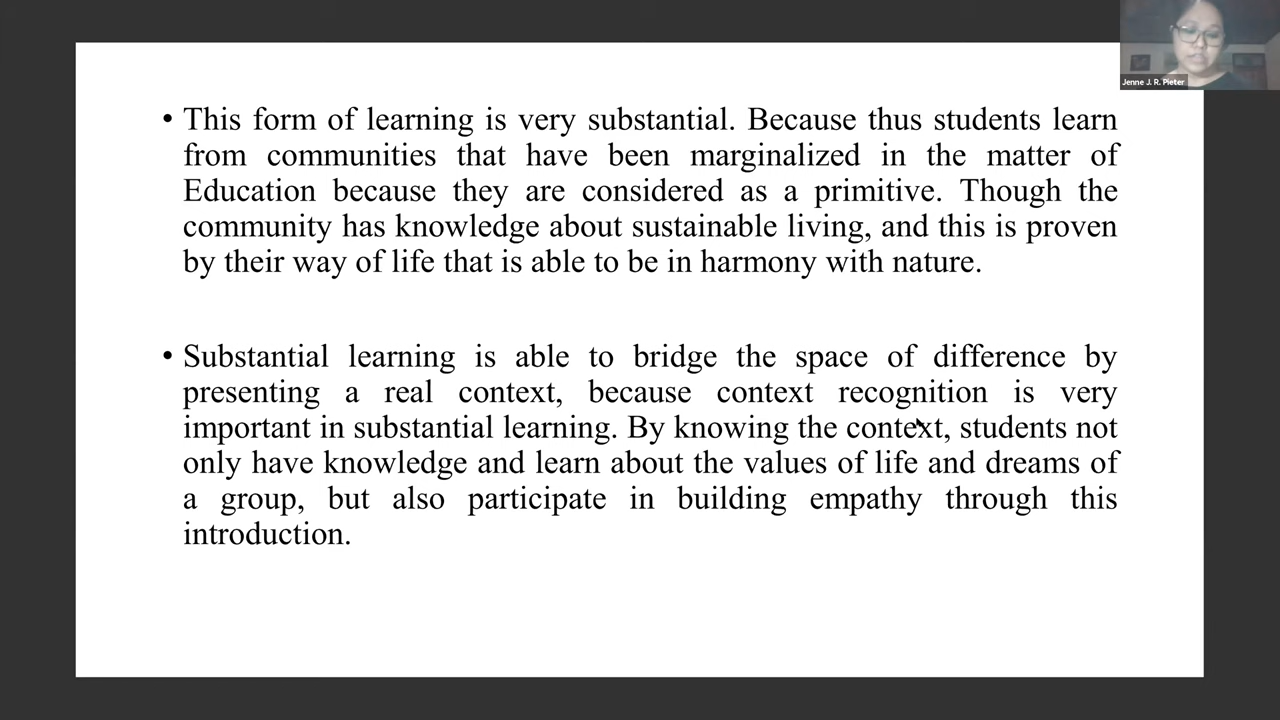 Jenne J. R. Pieter
• This form of learning is very substantial. Because thus students learn
from communities that have been marginalized in the matter of
Education because they are considered as a primitive. Though the
community has knowledge about sustainable living, and this is proven
by their way of life that is able to be in harmony with nature.
• Substantial learning is able to bridge the space of difference by
presenting a real context, because context recognition is very
important in substantial learning. By knowing the context, students not
only have knowledge and learn about the values of life and dreams of
a group, but also participate in building empathy through this
introduction.